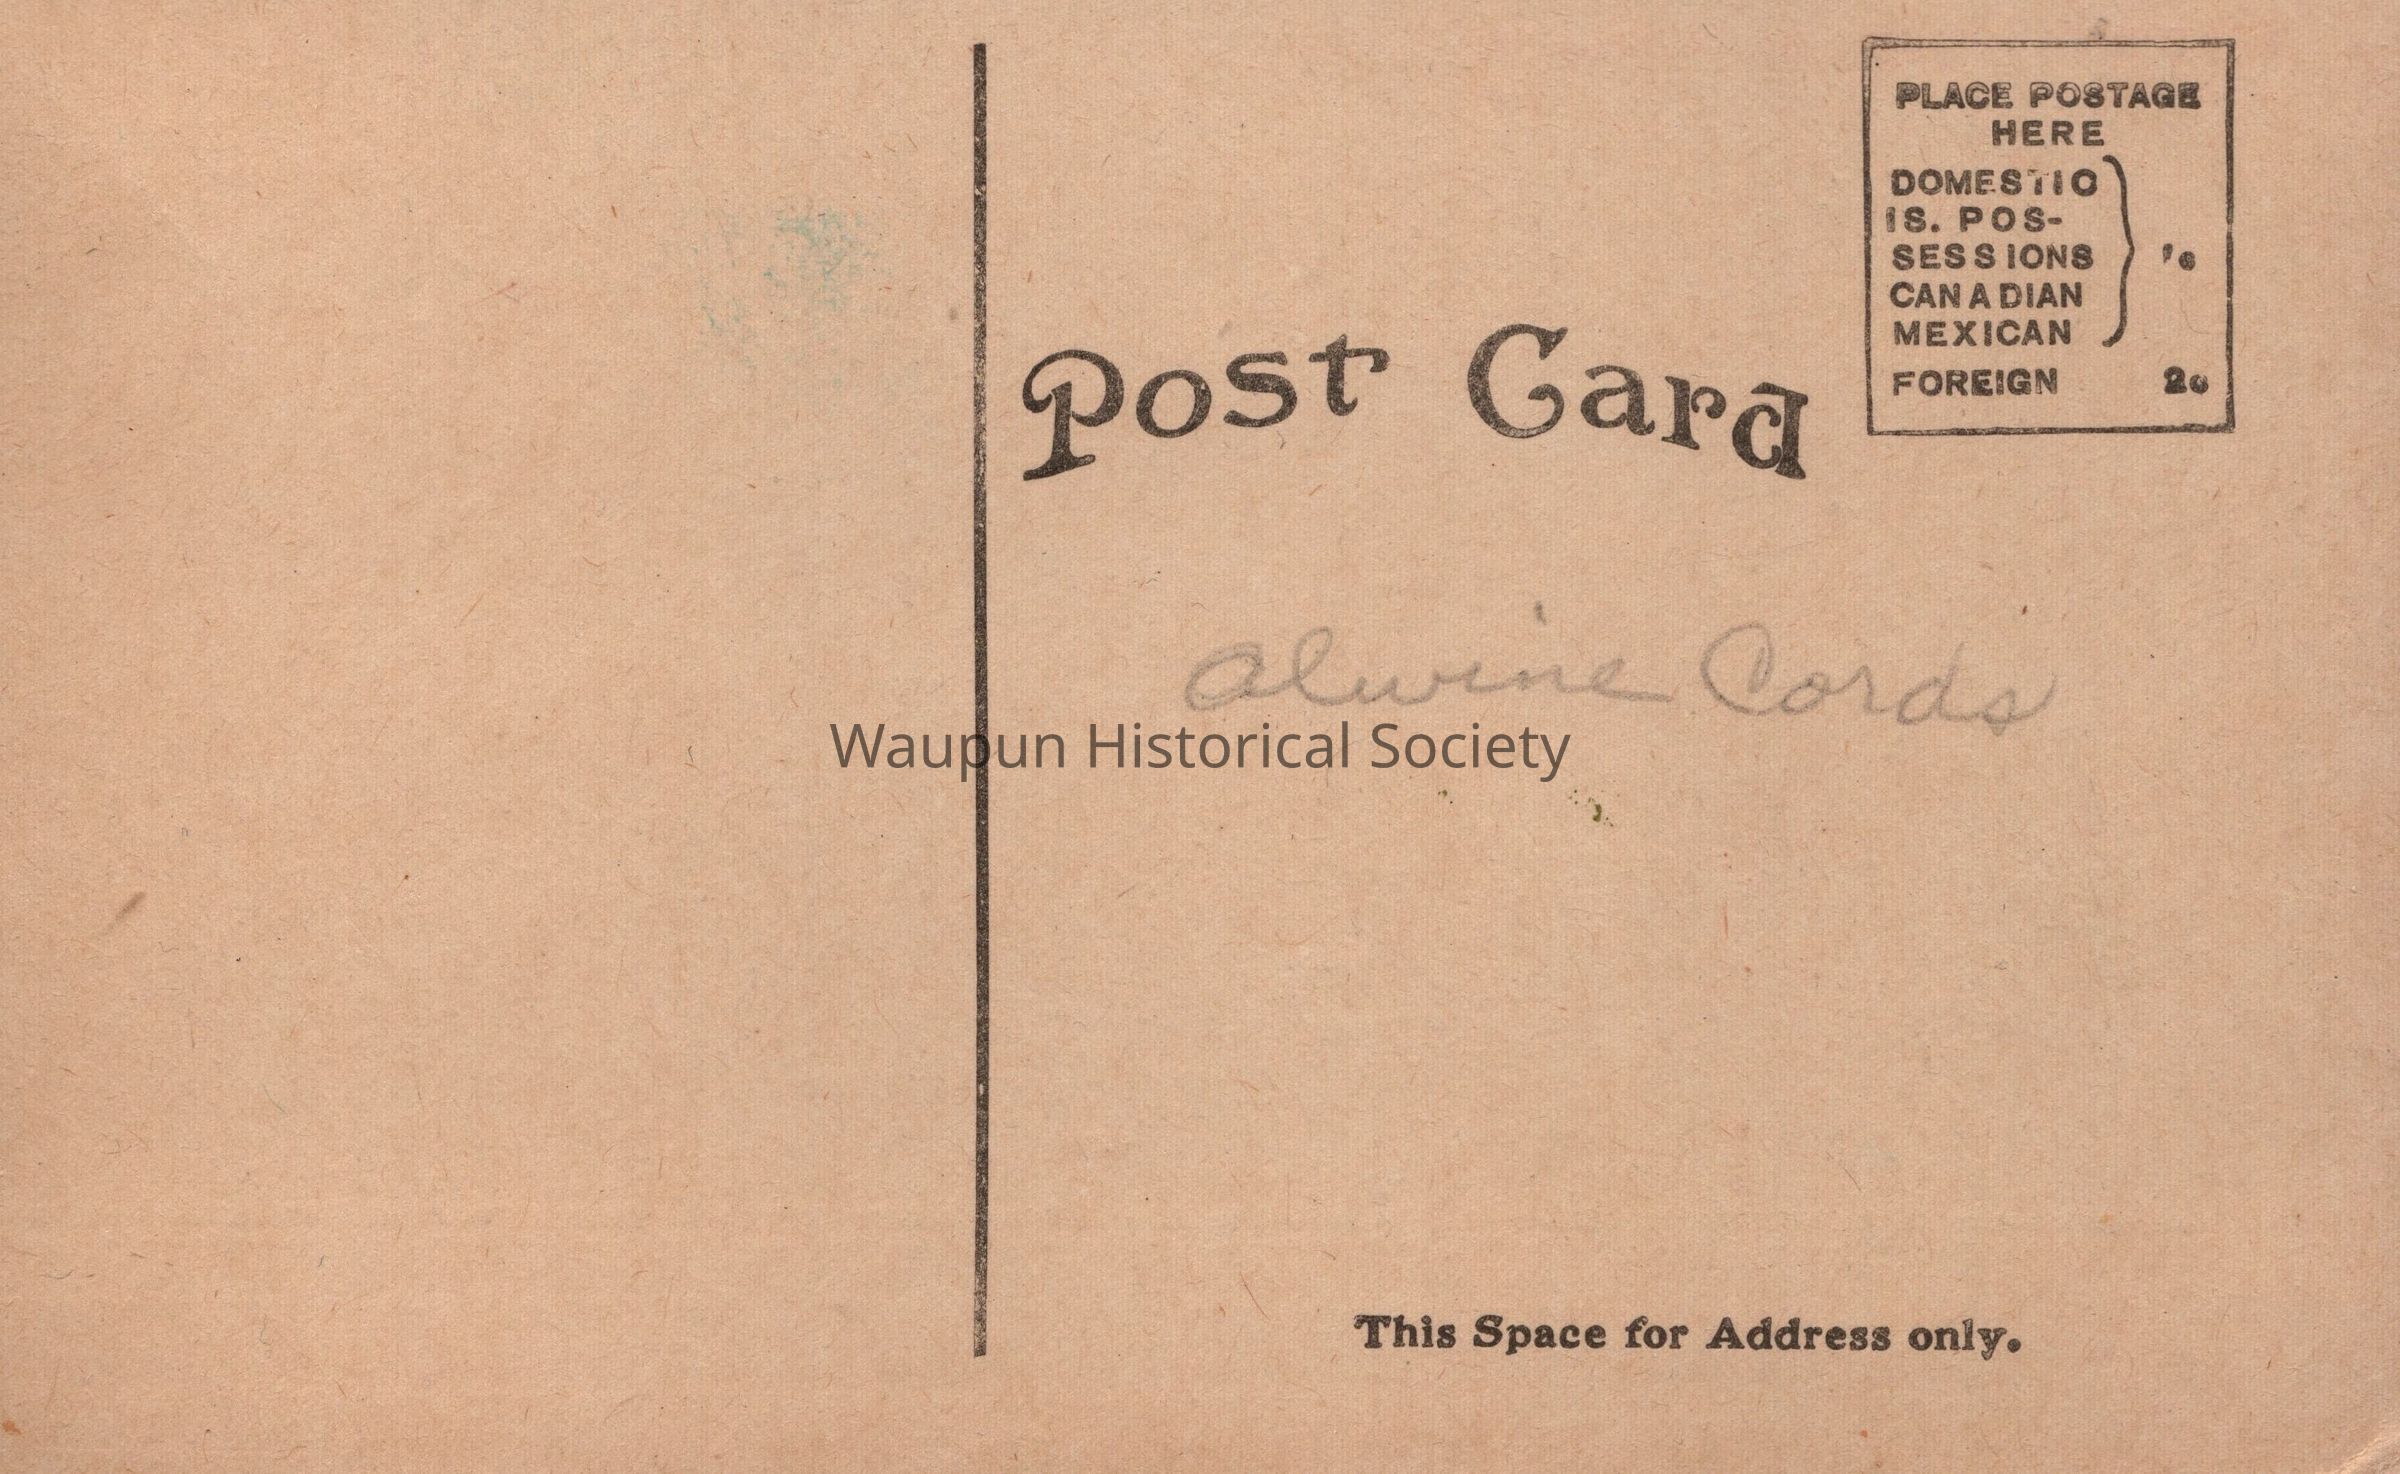 PLACE POSTAGE
HERE
DOMESTIC
IS. POS-
SESSIONS
CANADIAN
MEXICAN
1c
FOREIGN 2c
Post Card
Alwine Cords
Waupun Historical Society
This Space for Address only.